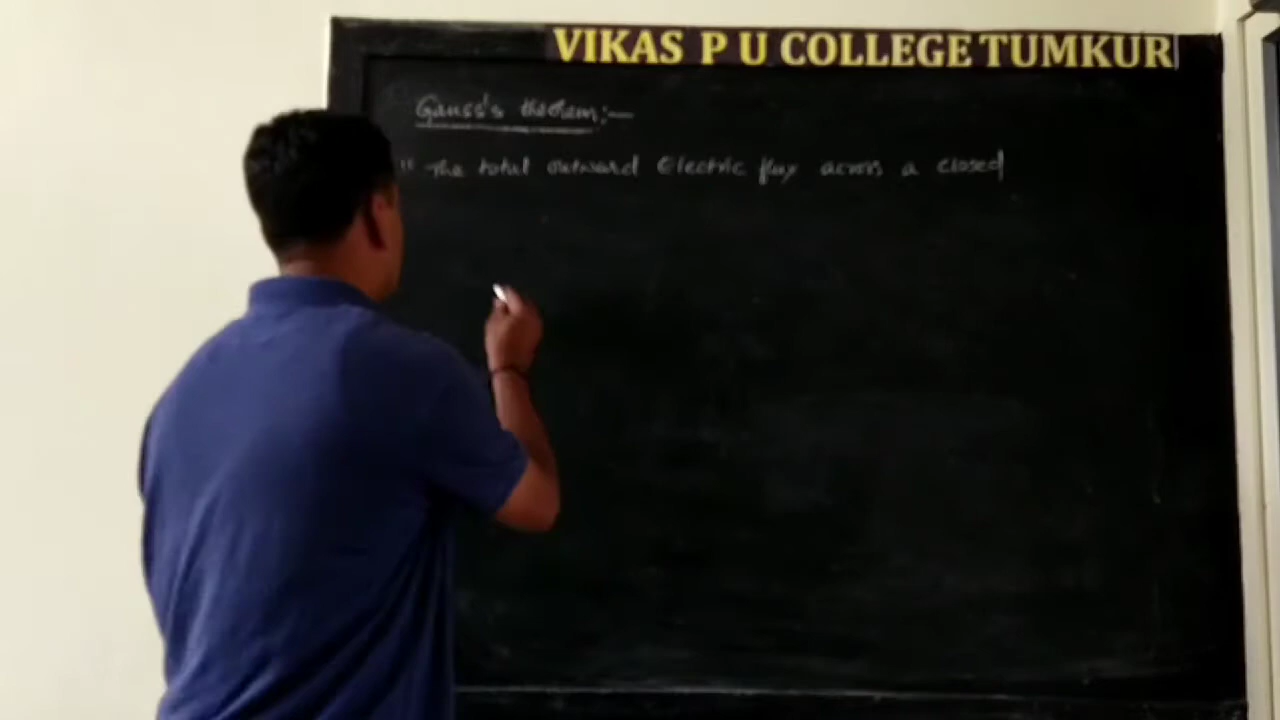 VIKAS P U COLLEGE TUMKUR
Gauss's theorem:-
" The total outward Electric flux across a closed